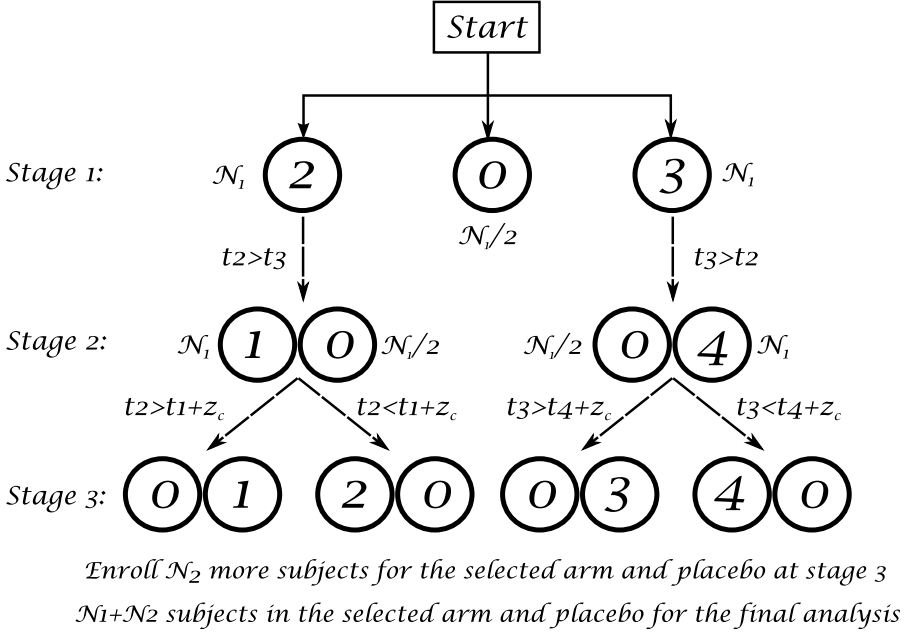 Start
Stage 1: N1 2 0 3 N1
N1/2
t2>t3 t3>t2
Stage 2: N1 1 0 N1/2 N1/2 0 4 N1
t2>t1+zc t2<t1+zc t3>t4+zc t3<t4+zc
Stage 3: 0 1 2 0 0 3 4 0
Enroll N2 more subjects for the selected arm and placebo at stage 3
N1+N2 subjects in the selected arm and placebo for the final analysis